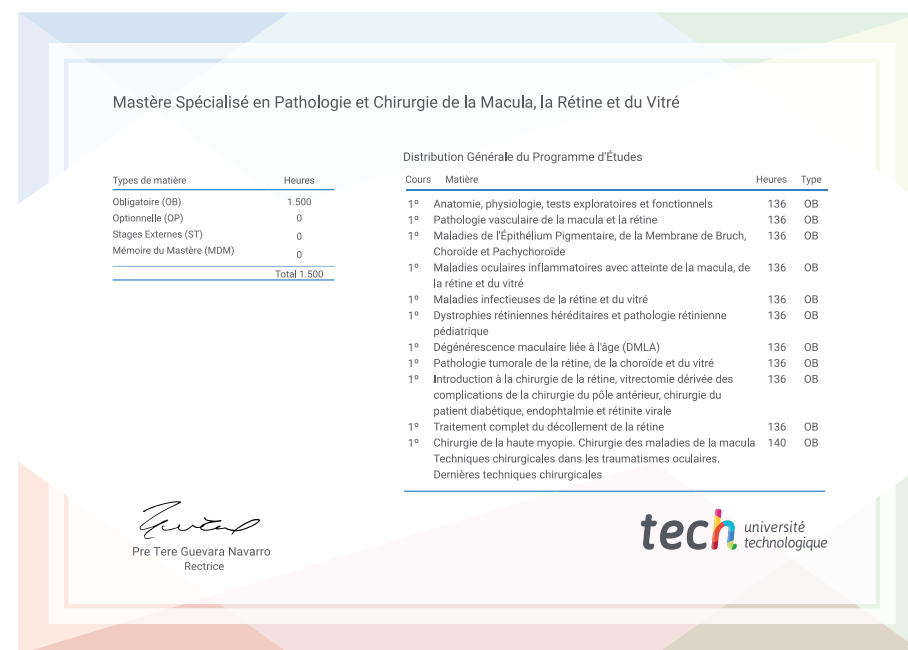 Mastère Spécialisé en Pathologie et Chirurgie de la Macula, la Rétine et du Vitré
Types de matière Heures
Obligatoire (OB) 1.500
Optionnelle (OP) 0
Stages Externes (ST) 0
Mémoire du Mastère (MDM) 0
Total 1.500
Distribution Générale du Programme d'Études
Cours Matière Heures Type
1º Anatomie, physiologie, tests exploratoires et fonctionnels 136 OB
1º Pathologie vasculaire de la macula et la rétine 136 OB
1º Maladies de l'Épithélium Pigmentaire, de la Membrane de Bruch, 136 OB
Choroïde et Pachychoroïde
1º Maladies oculaires inflammatoires avec atteinte de la macula, de 136 OB
la rétine et du vitré
1º Maladies infectieuses de la rétine et du vitré 136 OB
1º Dystrophies rétiniennes héréditaires et pathologie rétinienne 136 OB
pédiatrique
1º Dégénérescence maculaire liée à l'âge (DMLA) 136 OB
1º Pathologie tumorale de la rétine, de la choroïde et du vitré 136 OB
1º Introduction à la chirurgie de la rétine, vitrectomie dérivée des 136 OB
complications de la chirurgie du pôle antérieur, chirurgie du
patient diabétique, endophtalmie et rétinite virale
1º Traitement complet du décollement de la rétine 136 OB
1º Chirurgie de la haute myopie. Chirurgie des maladies de la macula 140 OB
Techniques chirurgicales dans les traumatismes oculaires.
Dernières techniques chirurgicales
Pre Tere Guevara Navarro
Rectrice
tech université
technologique